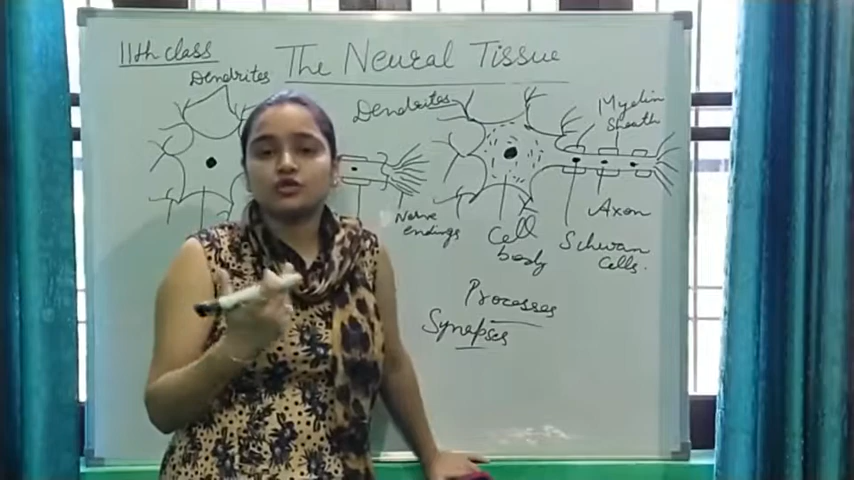 11th class
The Neural Tissue
Dendrites
Dendrites
Myelin
Sheath
Nerve
endings
Cell
body
Axon
Schwan
Cells.
Processes
Synapses